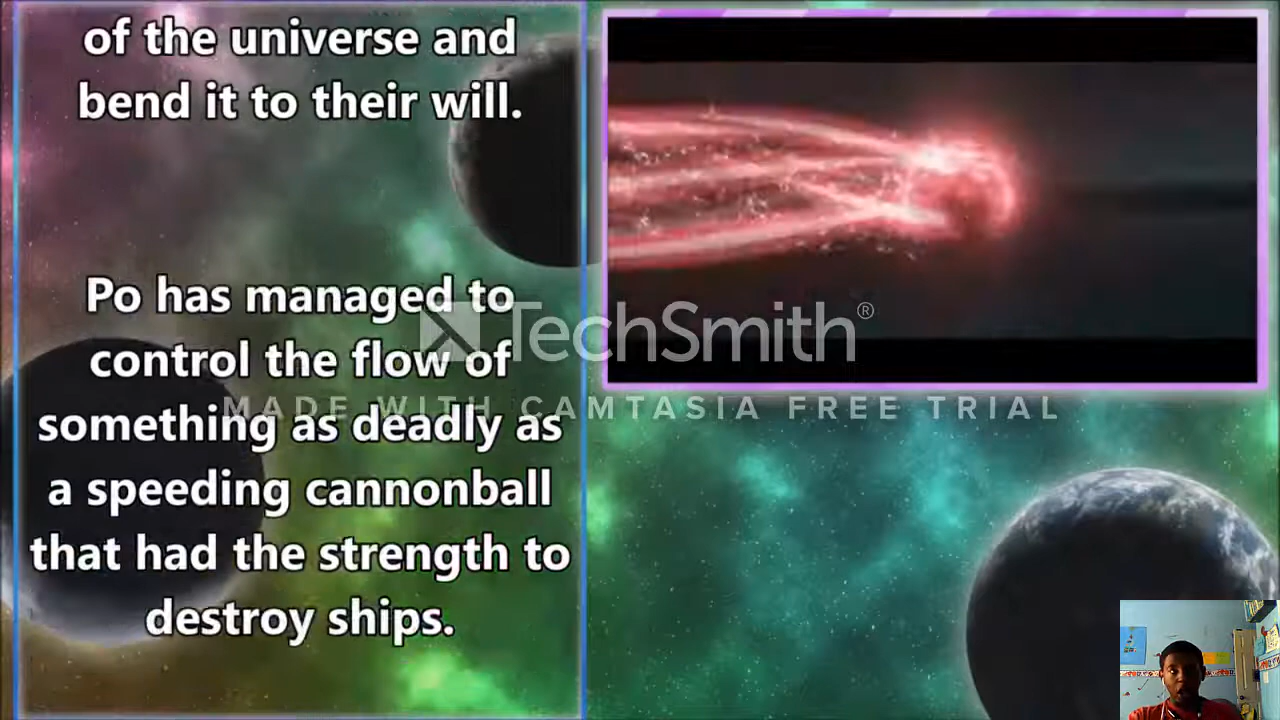 of the universe and
bend it to their will.
Po has managed to
control the flow of
something as deadly as
a speeding cannonball
that had the strength to
destroy ships.
TechSmith®
MADE WITH CAMTASIA FREE TRIAL